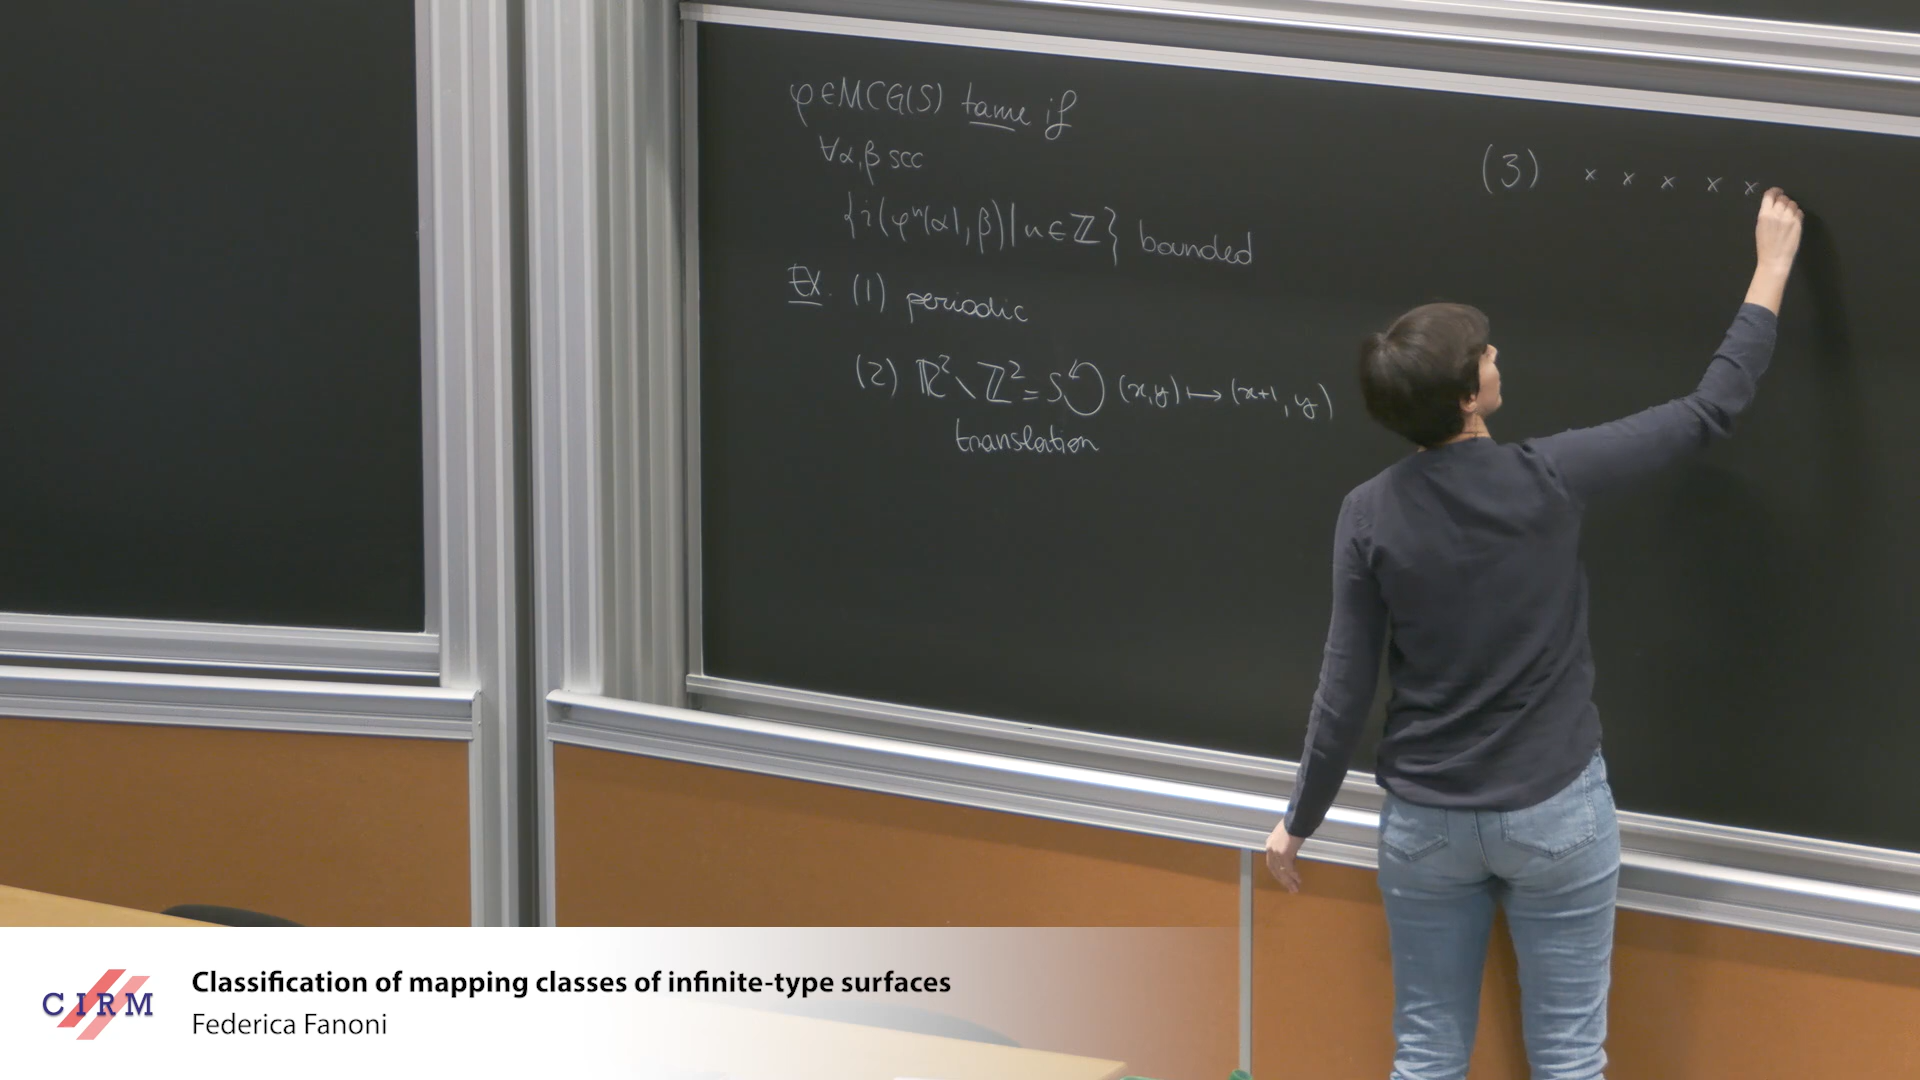 φ∈MCG(S) tame if
∀α,β scc
{i(φⁿ(α),β)|n∈ℤ} bounded
Ex. (1) periodic
(2) ℝ²∖ℤ²=S↺ (x,y)↦(x+1,y)
translation
(3) × × × × ×
CIRM
Classification of mapping classes of infinite-type surfaces
Federica Fanoni